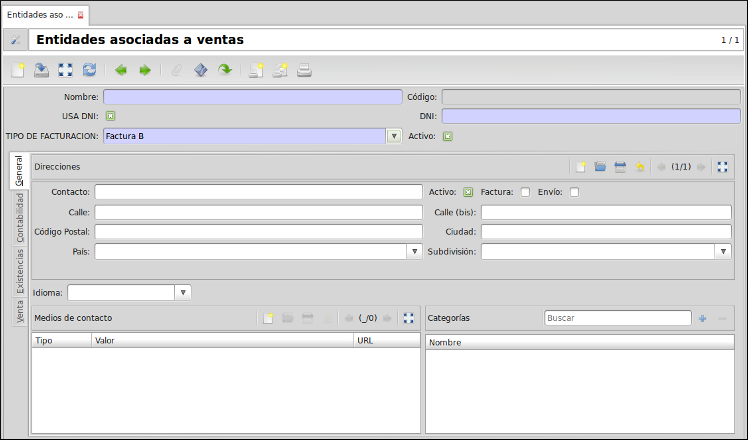 Entidades aso ...
Entidades asociadas a ventas
1 / 1
Nombre:
Código:
USA DNI:
DNI:
TIPO DE FACTURACION: Factura B
Activo:
General
Contabilidad
Existencias
Venta
Direcciones
(1/1)
Contacto:
Activo:
Factura:
Envío:
Calle:
Calle (bis):
Código Postal:
Ciudad:
País:
Subdivisión:
Idioma:
Medios de contacto
(_/0)
Categorías
Buscar
Tipo Valor URL
Nombre